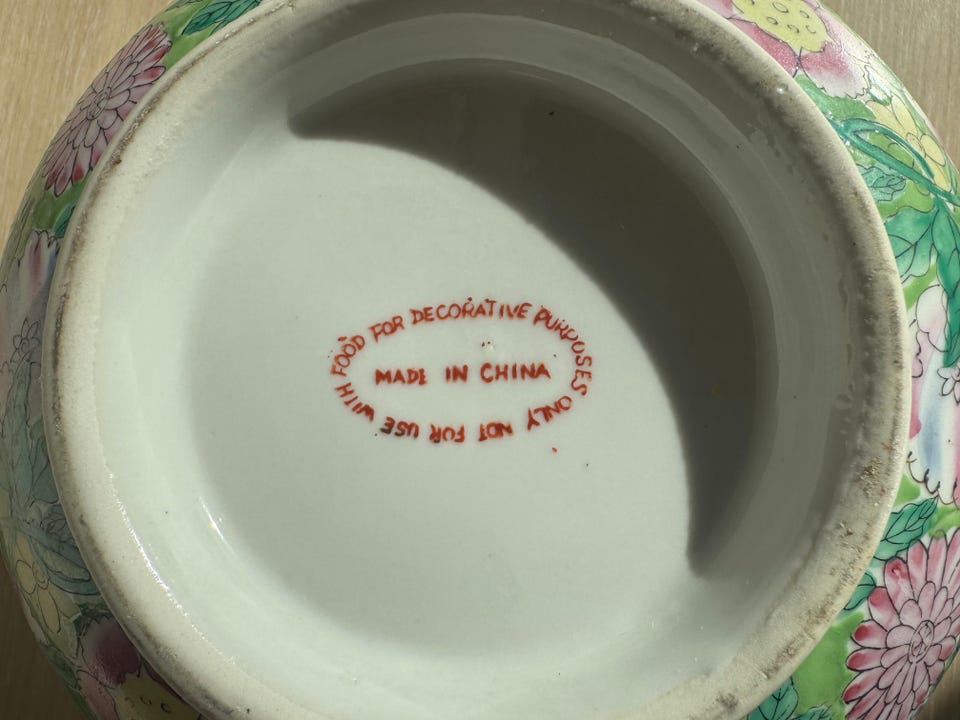 FOR DECORATIVE PURPOSES ONLY NOT FOR USE WITH FOOD
MADE IN CHINA